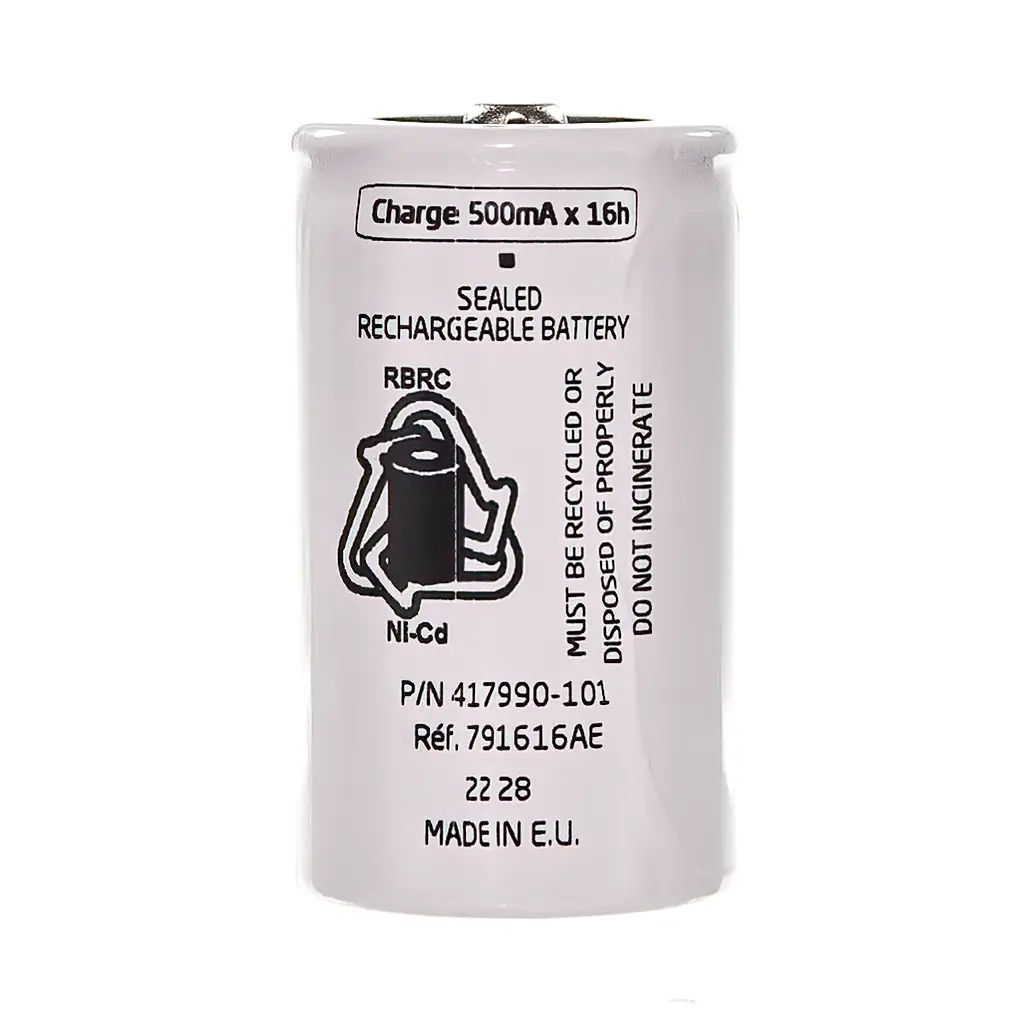 Charge: 500mA x 16h
SEALED
RECHARGEABLE BATTERY
RBRC
Ni-Cd
MUST BE RECYCLED OR
DISPOSED OF PROPERLY
DO NOT INCINERATE
P/N 417990-101
Réf. 791616AE
22 28
MADE IN E.U.